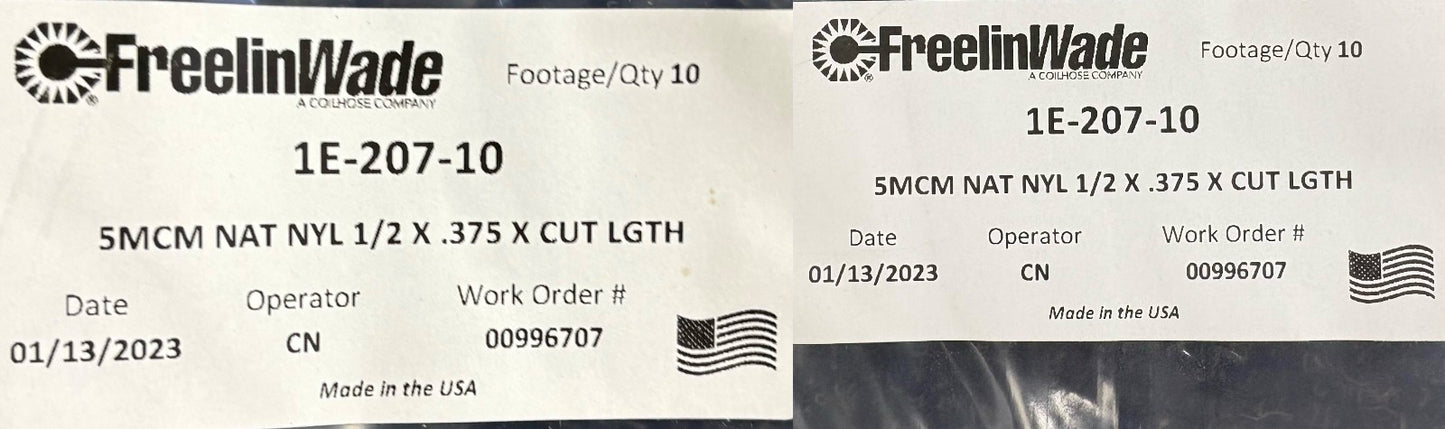 FreelinWade
A COILHOSE COMPANY
Footage/Qty 10
1E-207-10
5MCM NAT NYL 1/2 X .375 X CUT LGTH
Date
Operator
Work Order #
01/13/2023
CN
00996707
Made in the USA
FreelinWade
A COILHOSE COMPANY
Footage/Qty 10
1E-207-10
5MCM NAT NYL 1/2 X .375 X CUT LGTH
Date
Operator
Work Order #
01/13/2023
CN
00996707
Made in the USA